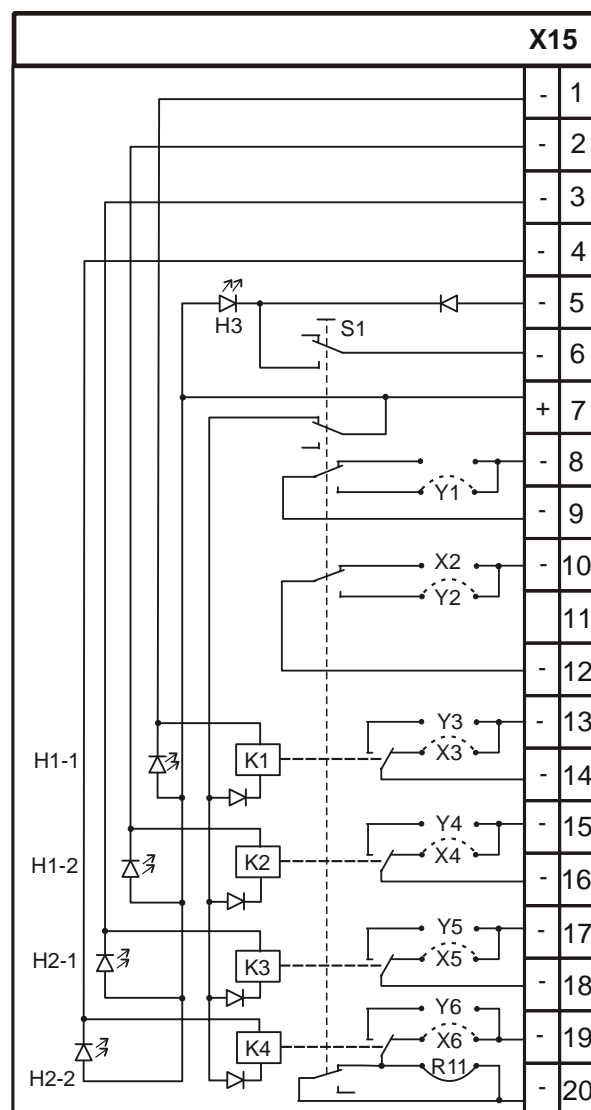 X15
- 1
- 2
- 3
- 4
- 5
H3
S1
- 6
+ 7
- 8
Y1
- 9
X2
- 10
Y2
11
- 12
Y3
- 13
H1-1
K1
X3
- 14
Y4
- 15
H1-2
K2
X4
- 16
Y5
- 17
H2-1
K3
X5
- 18
Y6
- 19
K4
X6
R11
H2-2
- 20